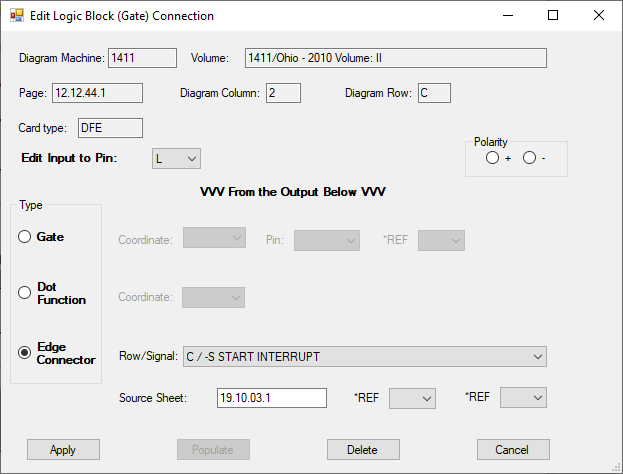 Edit Logic Block (Gate) Connection
Diagram Machine: 1411 Volume: 1411/Ohio - 2010 Volume: II
Page: 12.12.44.1 Diagram Column: 2 Diagram Row: C
Card type: DFE
Polarity
Edit Input to Pin: L + -
VVV From the Output Below VVV
Type
Gate Coordinate: Pin: *REF
Dot
Function
Coordinate:
Edge
Connector
Row/Signal: C / -S START INTERRUPT
Source Sheet: 19.10.03.1 *REF *REF
Apply Populate Delete Cancel